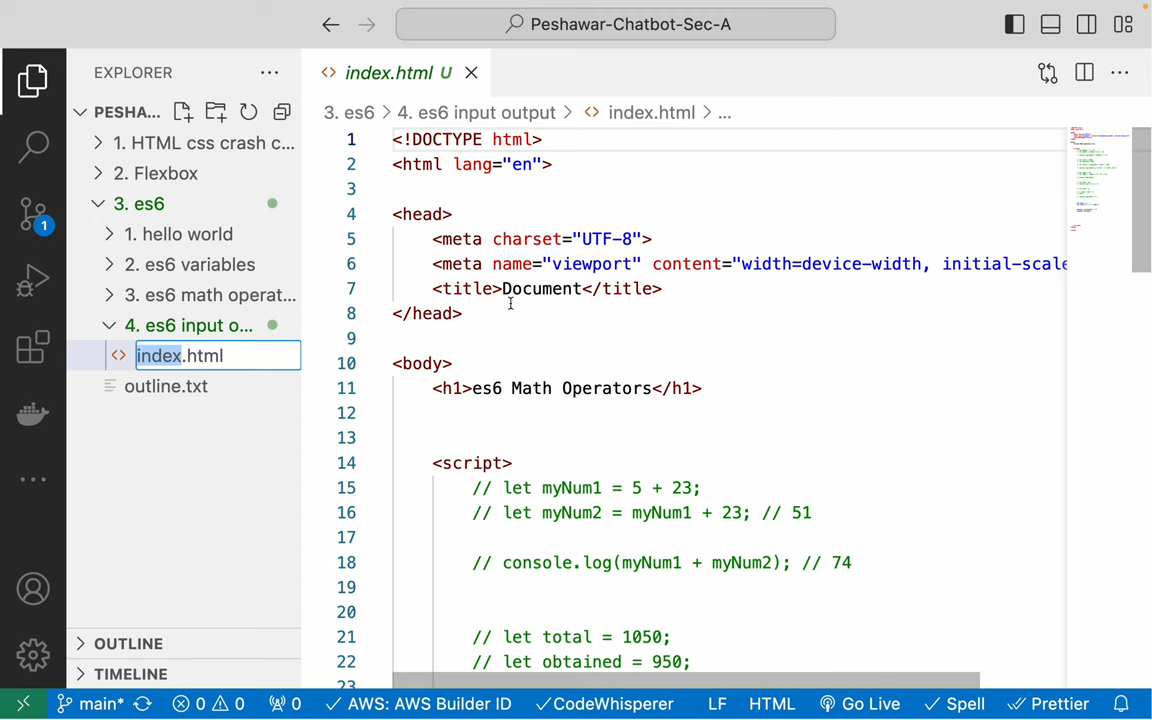 Peshawar-Chatbot-Sec-A
EXPLORER
index.html U
PESHA...
3. es6 > 4. es6 input output > index.html > ...
1. HTML css crash c...
2. Flexbox
3. es6
1. hello world
2. es6 variables
3. es6 math operat...
4. es6 input o...
index.html
outline.txt
OUTLINE
TIMELINE
1 <!DOCTYPE html>
2 <html lang="en">
3
4 <head>
5 <meta charset="UTF-8">
6 <meta name="viewport" content="width=device-width, initial-scale
7 <title>Document</title>
8 </head>
9
10 <body>
11 <h1>es6 Math Operators</h1>
12
13
14 <script>
15 // let myNum1 = 5 + 23;
16 // let myNum2 = myNum1 + 23; // 51
17
18 // console.log(myNum1 + myNum2); // 74
19
20
21 // let total = 1050;
22 // let obtained = 950;
23
1
main* 0 0 0 AWS: AWS Builder ID CodeWhisperer LF HTML Go Live Spell Prettier